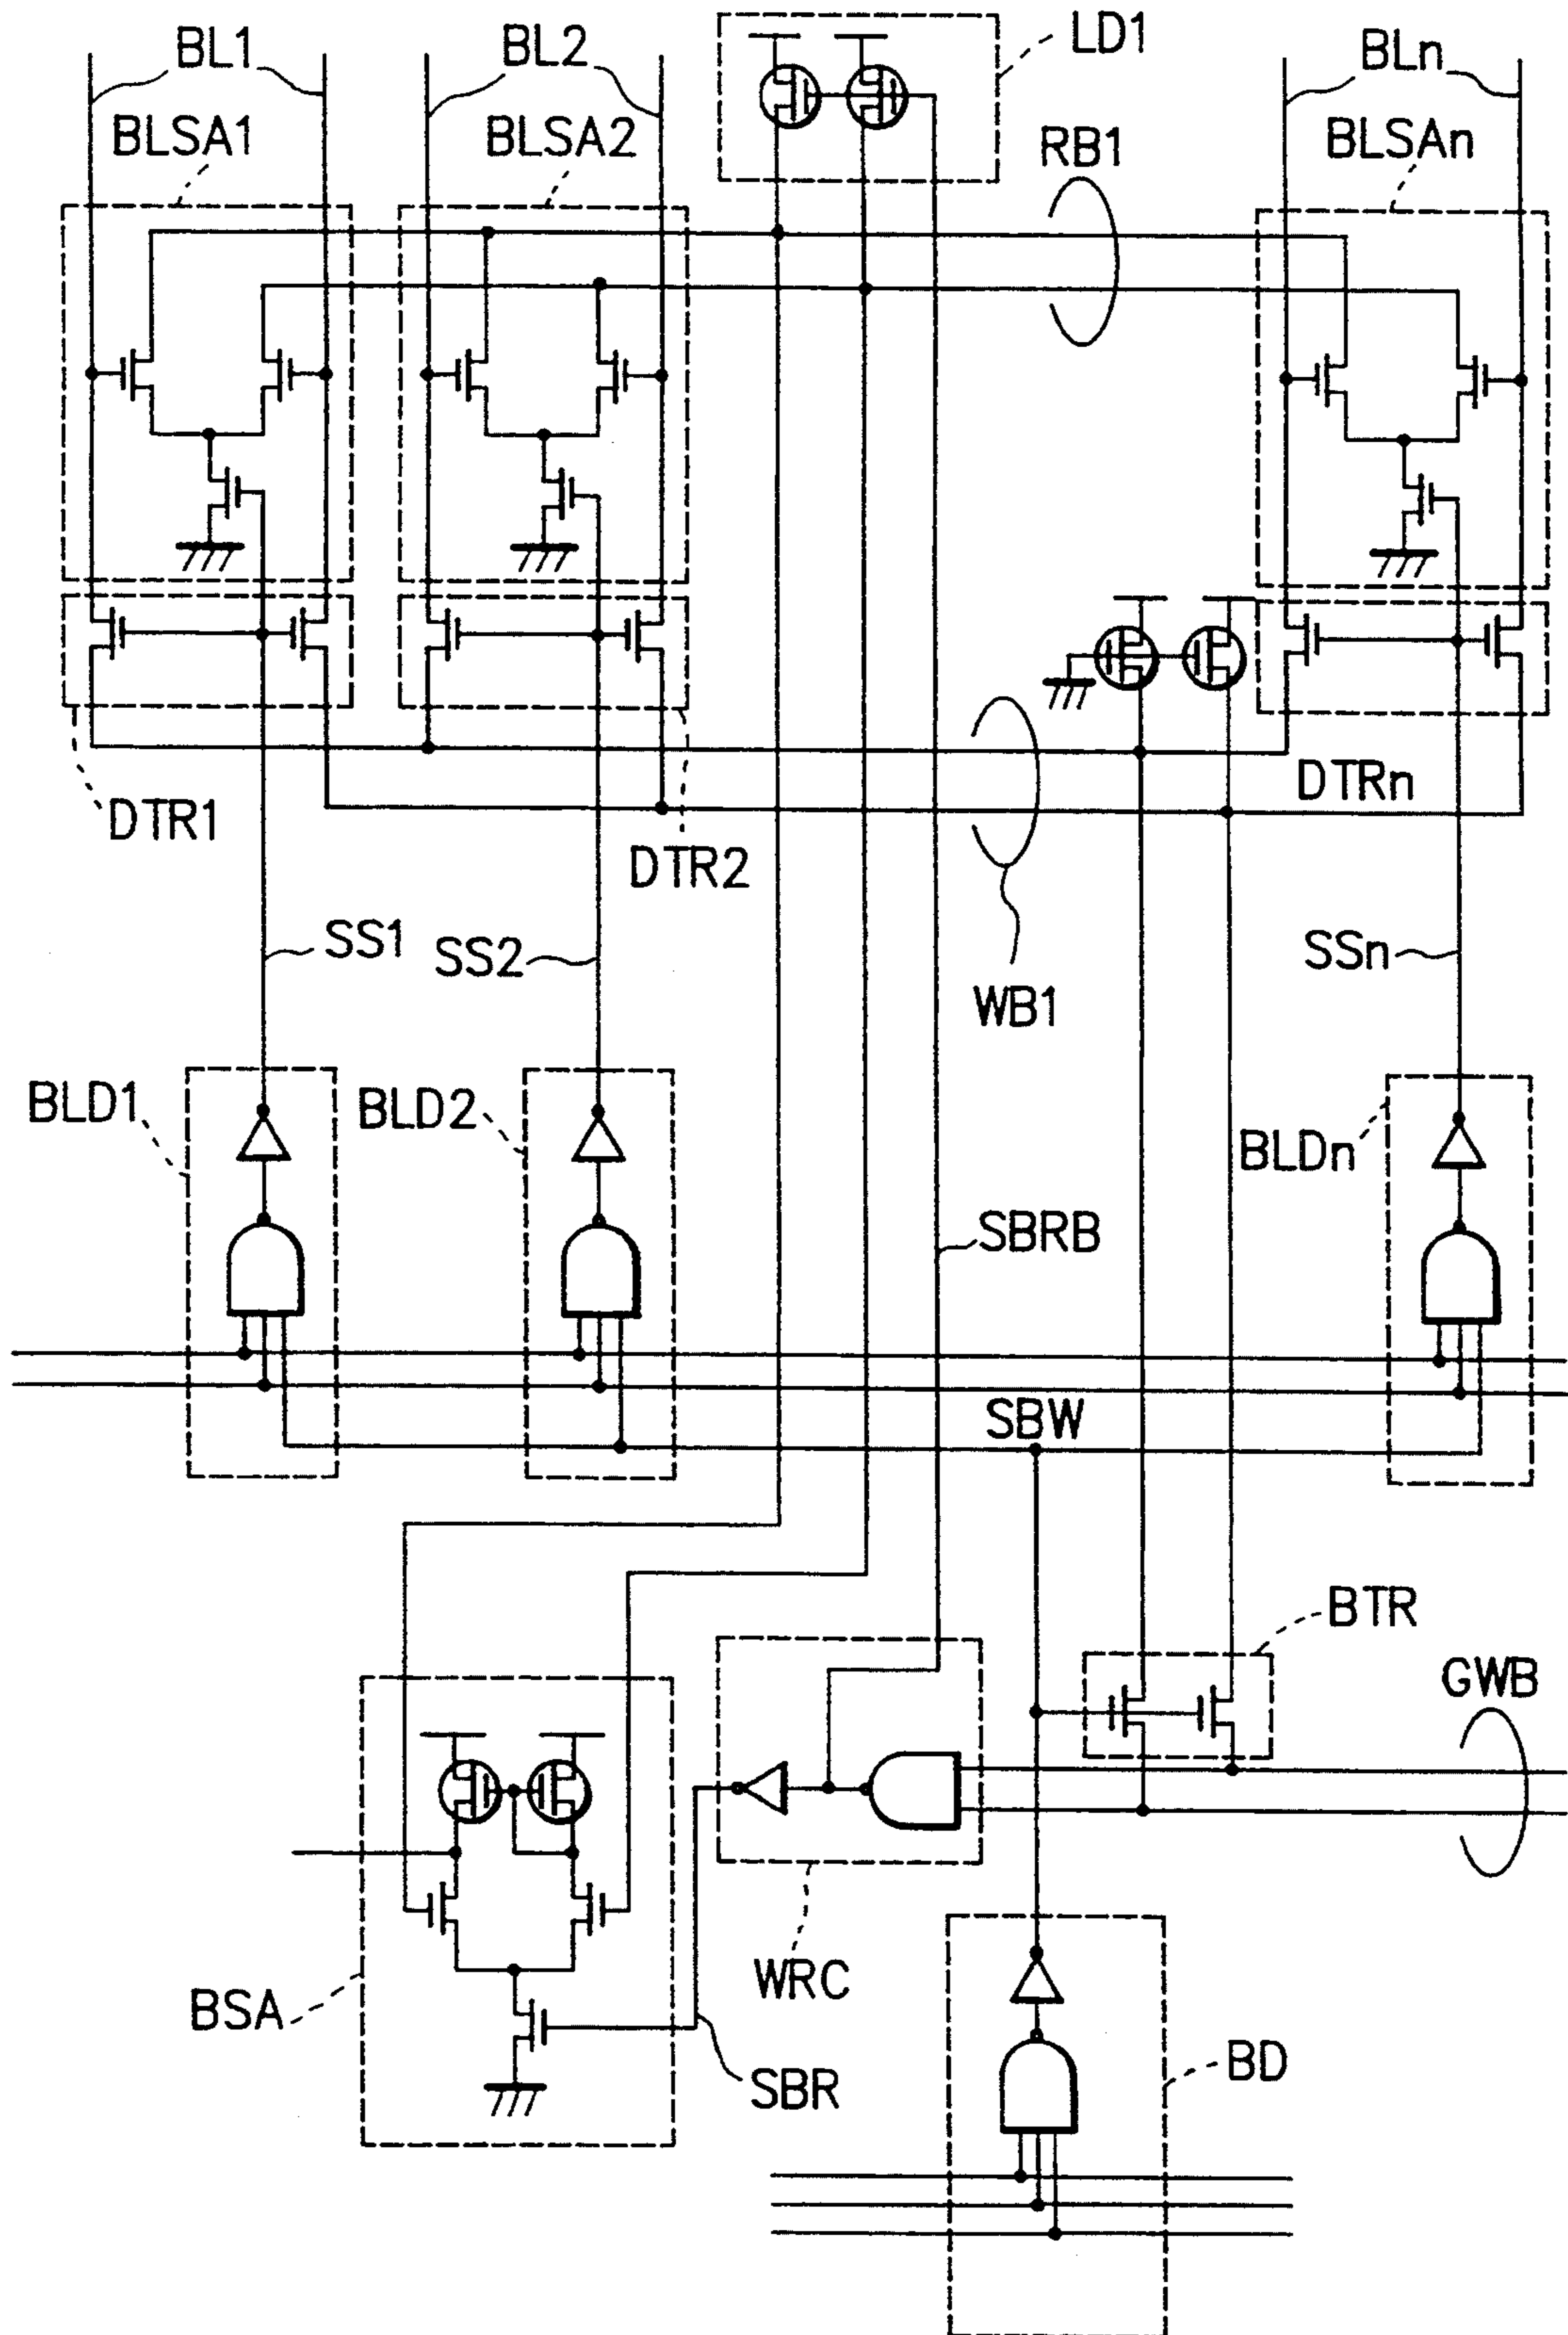 BL1
BL2
LD1
BLn
BLSA1
BLSA2
RB1
BLSAn
DTR1
DTR2
DTRn
SS1
SS2
SSn
WB1
BLD1
BLD2
BLDn
SBRB
SBW
BTR
GWB
WRC
BSA
SBR
BD